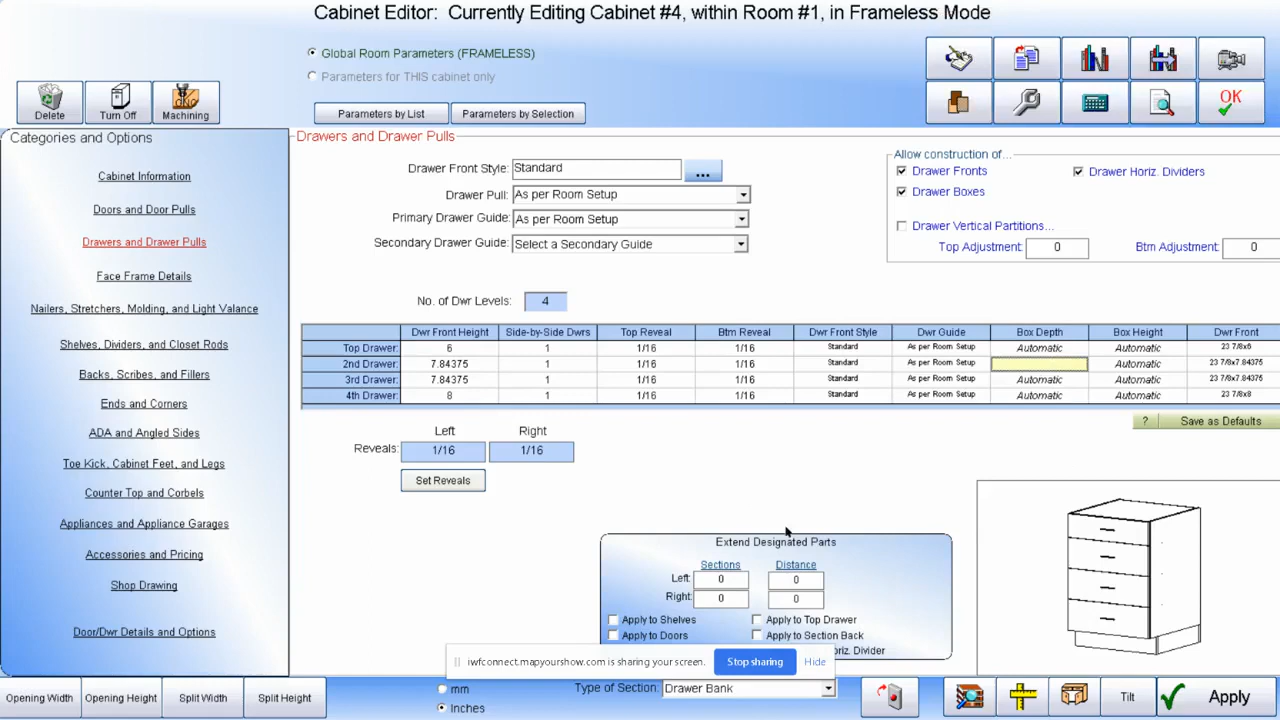 Cabinet Editor: Currently Editing Cabinet #4, within Room #1, in Frameless Mode
Global Room Parameters (FRAMELESS)
Parameters for THIS cabinet only
Delete
Turn Off
Machining
Parameters by List
Parameters by Selection
OK
Categories and Options
Cabinet Information
Doors and Door Pulls
Drawers and Drawer Pulls
Face Frame Details
Nailers, Stretchers, Molding, and Light Valance
Shelves, Dividers, and Closet Rods
Backs, Scribes, and Fillers
Ends and Corners
ADA and Angled Sides
Toe Kick, Cabinet Feet, and Legs
Counter Top and Corbels
Appliances and Appliance Garages
Accessories and Pricing
Shop Drawing
Door/Dwr Details and Options
Drawers and Drawer Pulls
Drawer Front Style: Standard ...
Drawer Pull: As per Room Setup
Primary Drawer Guide: As per Room Setup
Secondary Drawer Guide: Select a Secondary Guide
Allow construction of...
Drawer Fronts
Drawer Horiz. Dividers
Drawer Boxes
Drawer Vertical Partitions...
Top Adjustment: 0 Btm Adjustment: 0
No. of Dwr Levels: 4
Dwr Front Height Side-by-Side Dwrs Top Reveal Btm Reveal Dwr Front Style Dwr Guide Box Depth Box Height Dwr Front
Top Drawer: 6 1 1/16 1/16 Standard As per Room Setup Automatic Automatic 23 7/8x6
2nd Drawer: 7.84375 1 1/16 1/16 Standard As per Room Setup Automatic 23 7/8x7.84375
3rd Drawer: 7.84375 1 1/16 1/16 Standard As per Room Setup Automatic Automatic 23 7/8x7.84375
4th Drawer: 8 1 1/16 1/16 Standard As per Room Setup Automatic Automatic 23 7/8x8
? Save as Defaults
Left Right
Reveals: 1/16 1/16
Set Reveals
Extend Designated Parts
Sections Distance
Left: 0 0
Right: 0 0
Apply to Shelves Apply to Top Drawer
Apply to Doors Apply to Section Back
Horiz. Divider
iwfconnect.mapyourshow.com is sharing your screen. Stop sharing Hide
Opening Width Opening Height Split Width Split Height
mm
Inches
Type of Section: Drawer Bank
Tilt
Apply